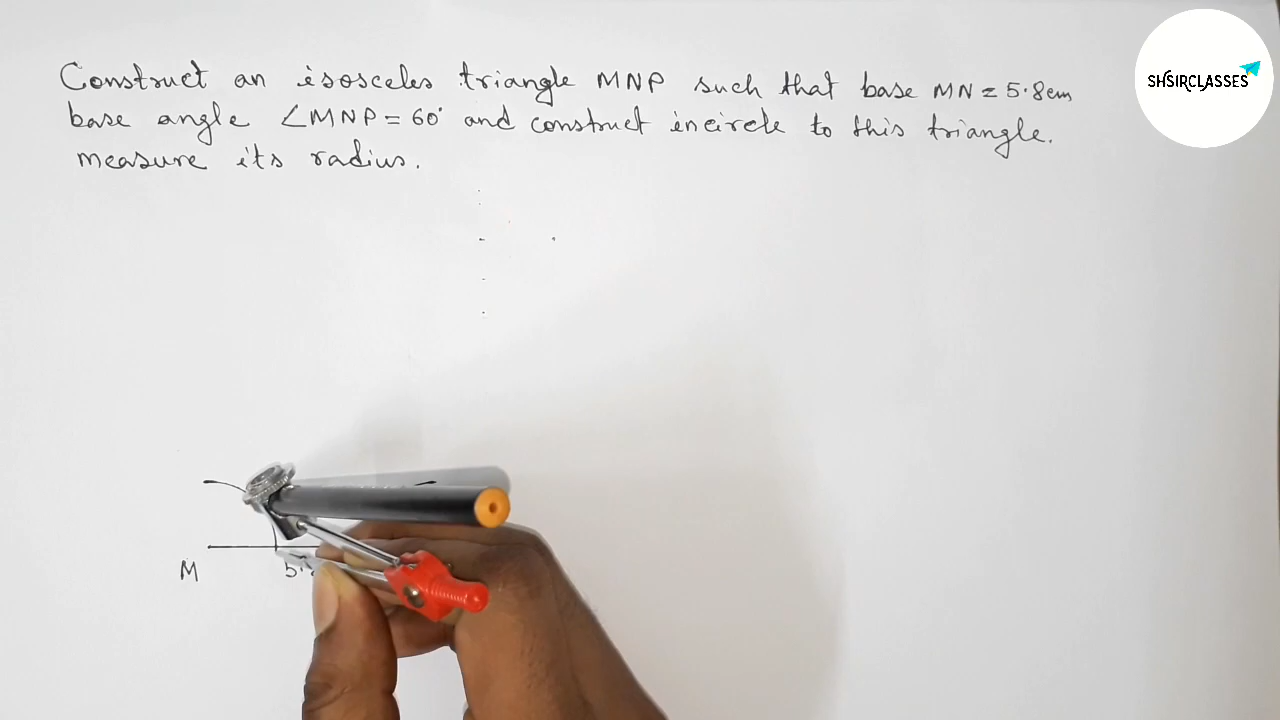 Construct an isosceles triangle MNP such that base MN = 5.8cm
base angle ∠MNP = 60° and construct incircle to this triangle.
measure its radius.
SHSIRCLASSES
M